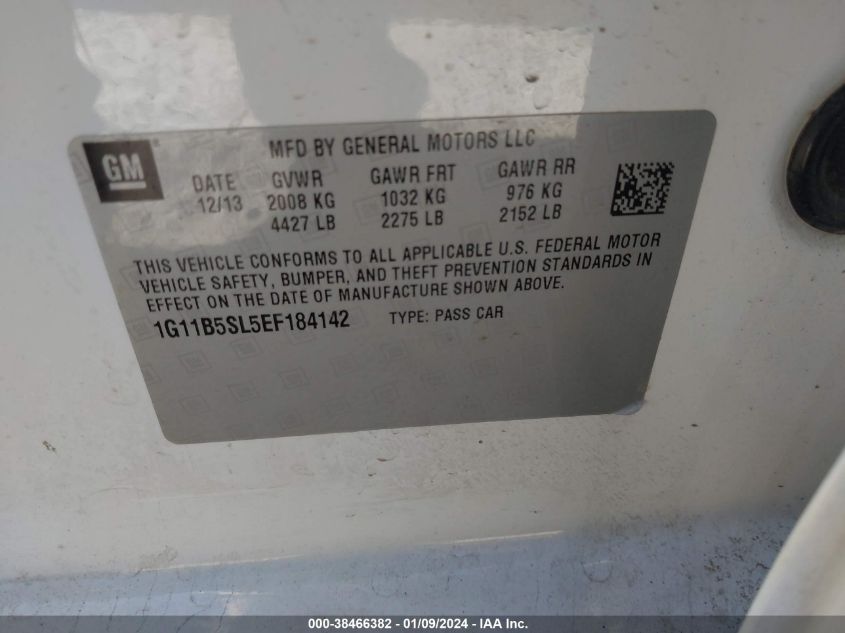 GM
MFD BY GENERAL MOTORS LLC
DATE GVWR GAWR FRT GAWR RR
12/13 2008 KG 1032 KG 976 KG
4427 LB 2275 LB 2152 LB
THIS VEHICLE CONFORMS TO ALL APPLICABLE U.S. FEDERAL MOTOR
VEHICLE SAFETY, BUMPER, AND THEFT PREVENTION STANDARDS IN
EFFECT ON THE DATE OF MANUFACTURE SHOWN ABOVE.
1G11B5SL5EF184142 TYPE: PASS CAR
000-38466382 - 01/09/2024 - IAA Inc.